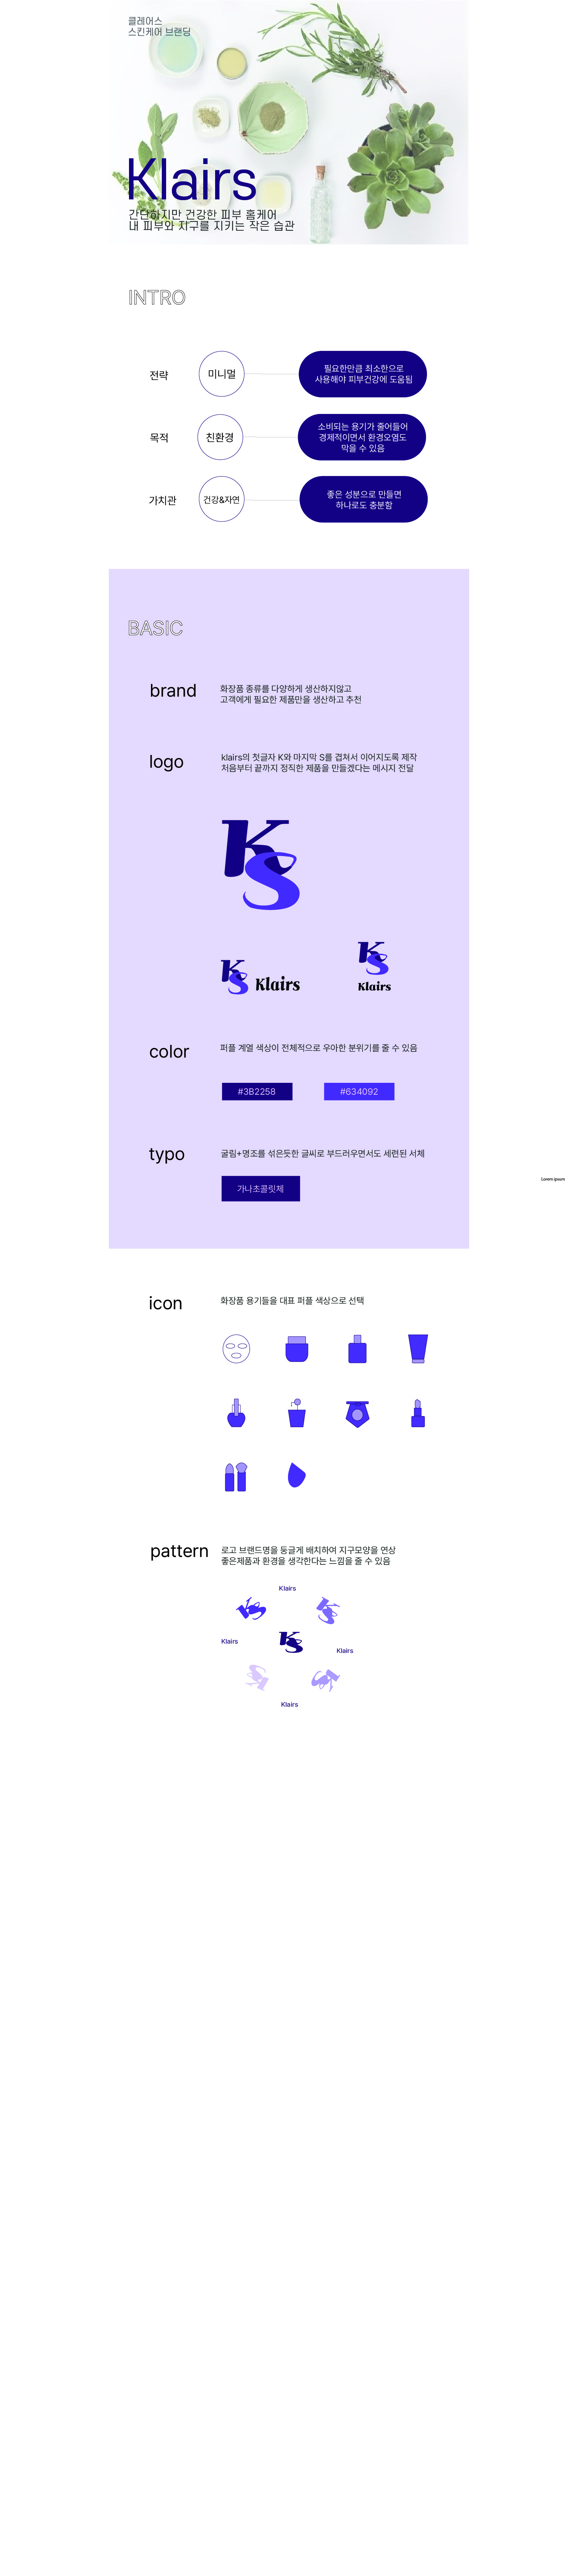 클레어스
스킨케어 브랜딩
Klairs
간단하지만 건강한 피부 홈케어
내 피부와 지구를 지키는 작은 습관
INTRO
전략
미니멀
필요한만큼 최소한으로
사용해야 피부건강에 도움됨
목적
친환경
소비되는 용기가 줄어들어
경제적이면서 환경오염도
막을 수 있음
가치관
건강&자연
좋은 성분으로 만들면
하나로도 충분함
BASIC
brand
화장품 종류를 다양하게 생산하지않고
고객에게 필요한 제품만을 생산하고 추천
logo
klairs의 첫글자 K와 마지막 S를 겹쳐서 이어지도록 제작
처음부터 끝까지 정직한 제품을 만들겠다는 메시지 전달
KS
KS Klairs
KS
Klairs
color
퍼플 계열 색상이 전체적으로 우아한 분위기를 줄 수 있음
#3B2258
#634092
typo
굴림+명조를 섞은듯한 글씨로 부드러우면서도 세련된 서체
Lorem ipsum
가나초콜릿체
icon
화장품 용기들을 대표 퍼플 색상으로 선택
pattern
로고 브랜드명을 둥글게 배치하여 지구모양을 연상
좋은제품과 환경을 생각한다는 느낌을 줄 수 있음
Klairs
KS
KS
KS
Klairs
Klairs
KS
KS
Klairs